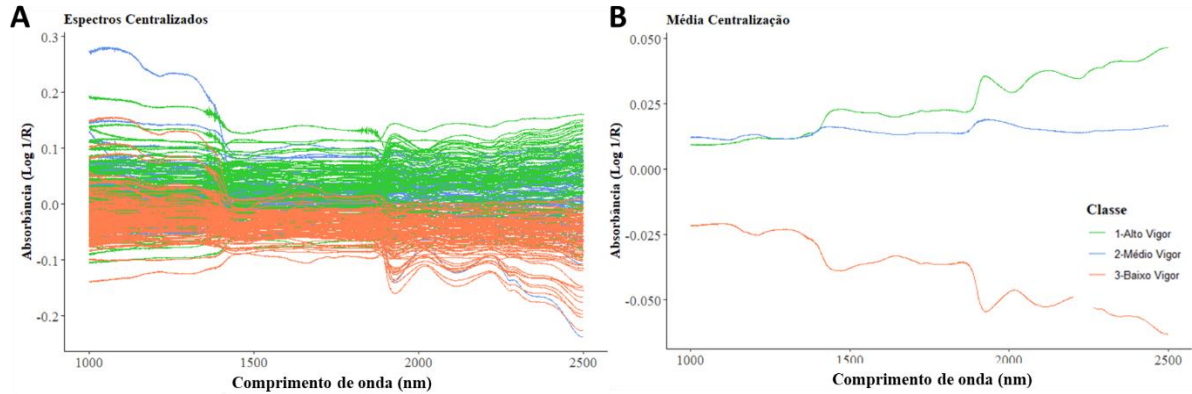 A
Espectros Centralizados
0.3
0.2
0.1
0.0
-0.1
-0.2
Absorbância (Log 1/R)
1000
1500
2000
2500
Comprimento de onda (nm)
B
Média Centralização
0.050
0.025
0.000
-0.025
-0.050
Absorbância (Log 1/R)
1000
1500
2000
2500
Comprimento de onda (nm)
Classe
1-Alto Vigor
2-Médio Vigor
3-Baixo Vigor